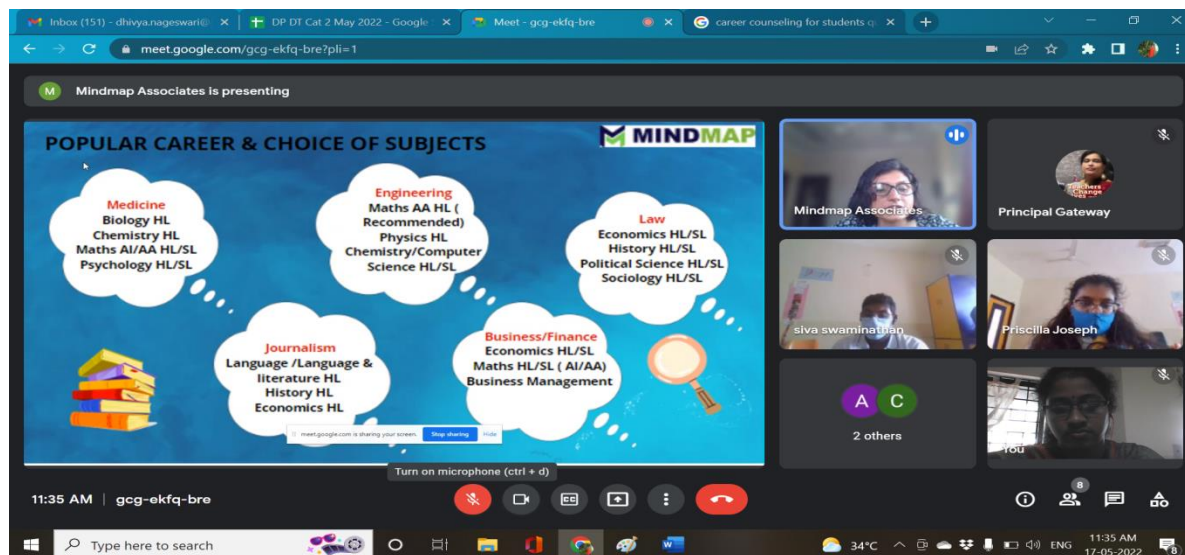 Inbox (151) - dhivya.nageswari@
DP DT Cat 2 May 2022 - Google
Meet - gcg-ekfq-bre
career counseling for students q
meet.google.com/gcg-ekfq-bre?pli=1
M Mindmap Associates is presenting
POPULAR CAREER & CHOICE OF SUBJECTS
MINDMAP
Medicine
Biology HL
Chemistry HL
Maths AI/AA HL/SL
Psychology HL/SL
Engineering
Maths AA HL (
Recommended)
Physics HL
Chemistry/Computer
Science HL/SL
Law
Economics HL/SL
History HL/SL
Political Science HL/SL
Sociology HL/SL
Journalism
Language /Language &
literature HL
History HL
Economics HL
Business/Finance
Economics HL/SL
Maths HL/SL ( AI/AA)
Business Management
meet.google.com is sharing your screen. Stop sharing Hide
Mindmap Associates
Teachers
Change
Principal Gateway
siva swaminathan
Priscilla Joseph
A C
2 others
You
Turn on microphone (ctrl + d)
11:35 AM | gcg-ekfq-bre
CC
8
Type here to search
34°C
ENG
11:35 AM
17-05-2022
8